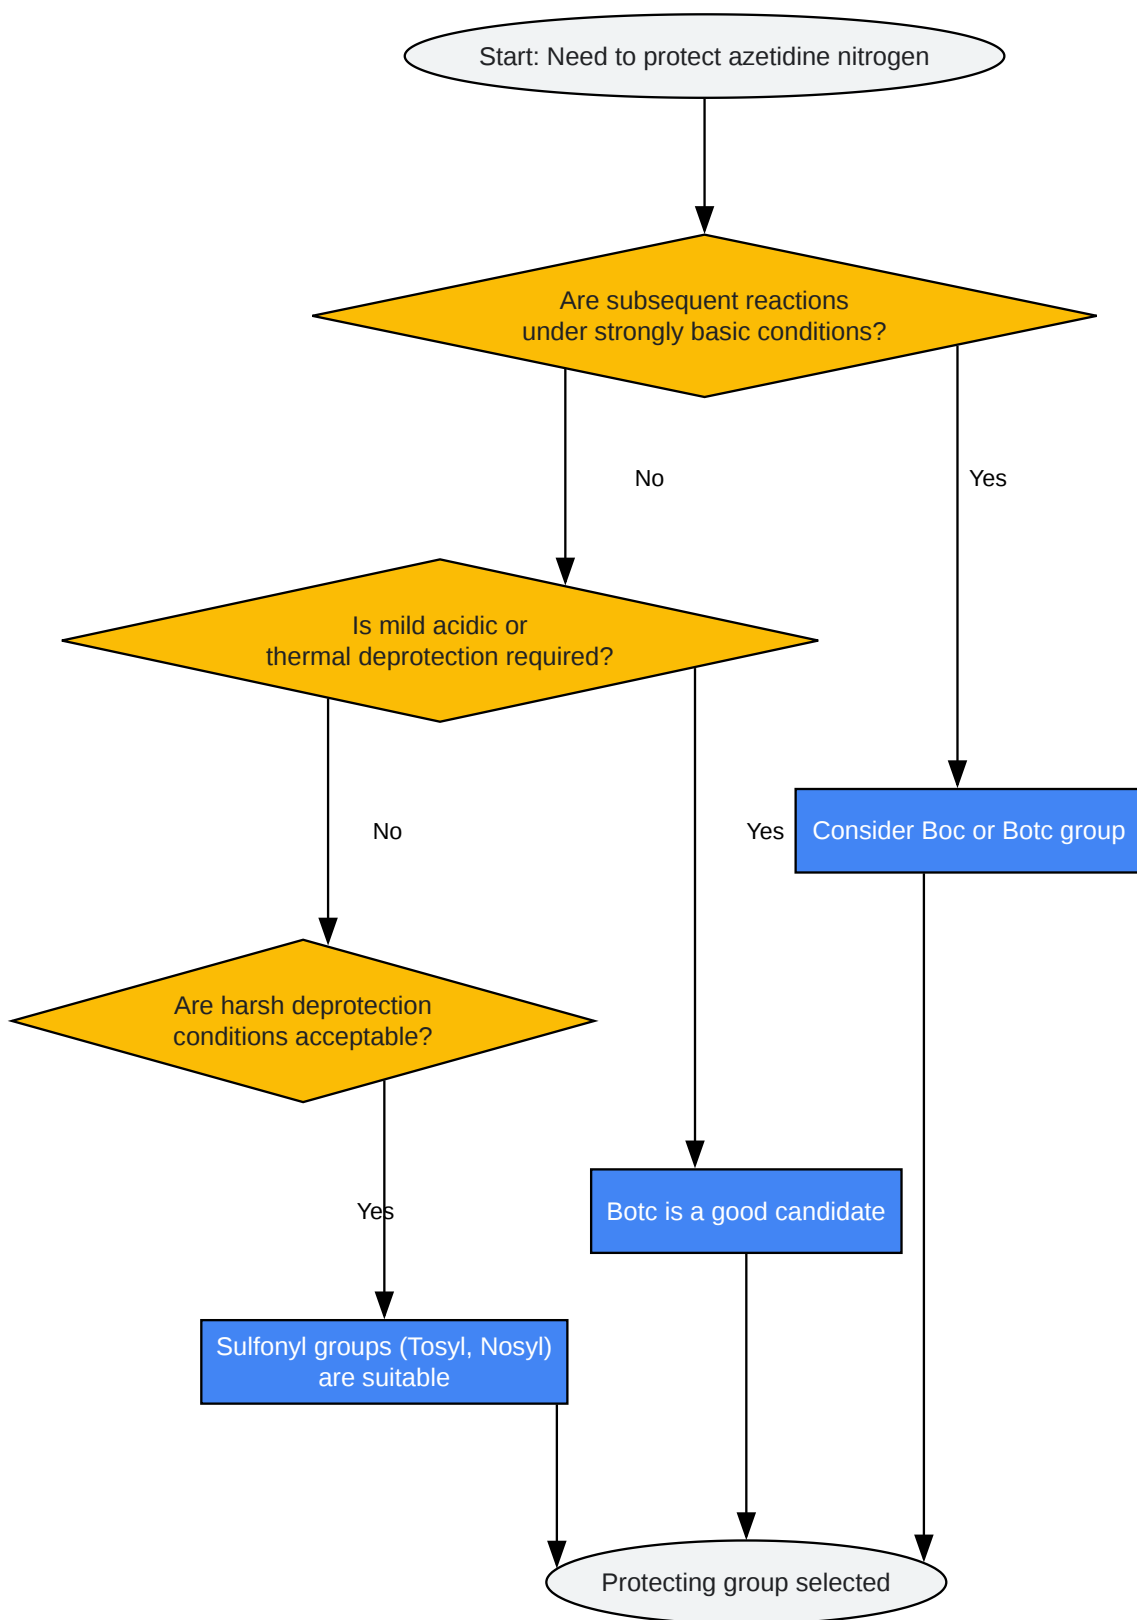 Start: Need to protect azetidine nitrogen
Are subsequent reactions
under strongly basic conditions?
No
Yes
Is mild acidic or
thermal deprotection required?
No
Yes
Consider Boc or Botc group
Are harsh deprotection
conditions acceptable?
Yes
Botc is a good candidate
Sulfonyl groups (Tosyl, Nosyl)
are suitable
Protecting group selected